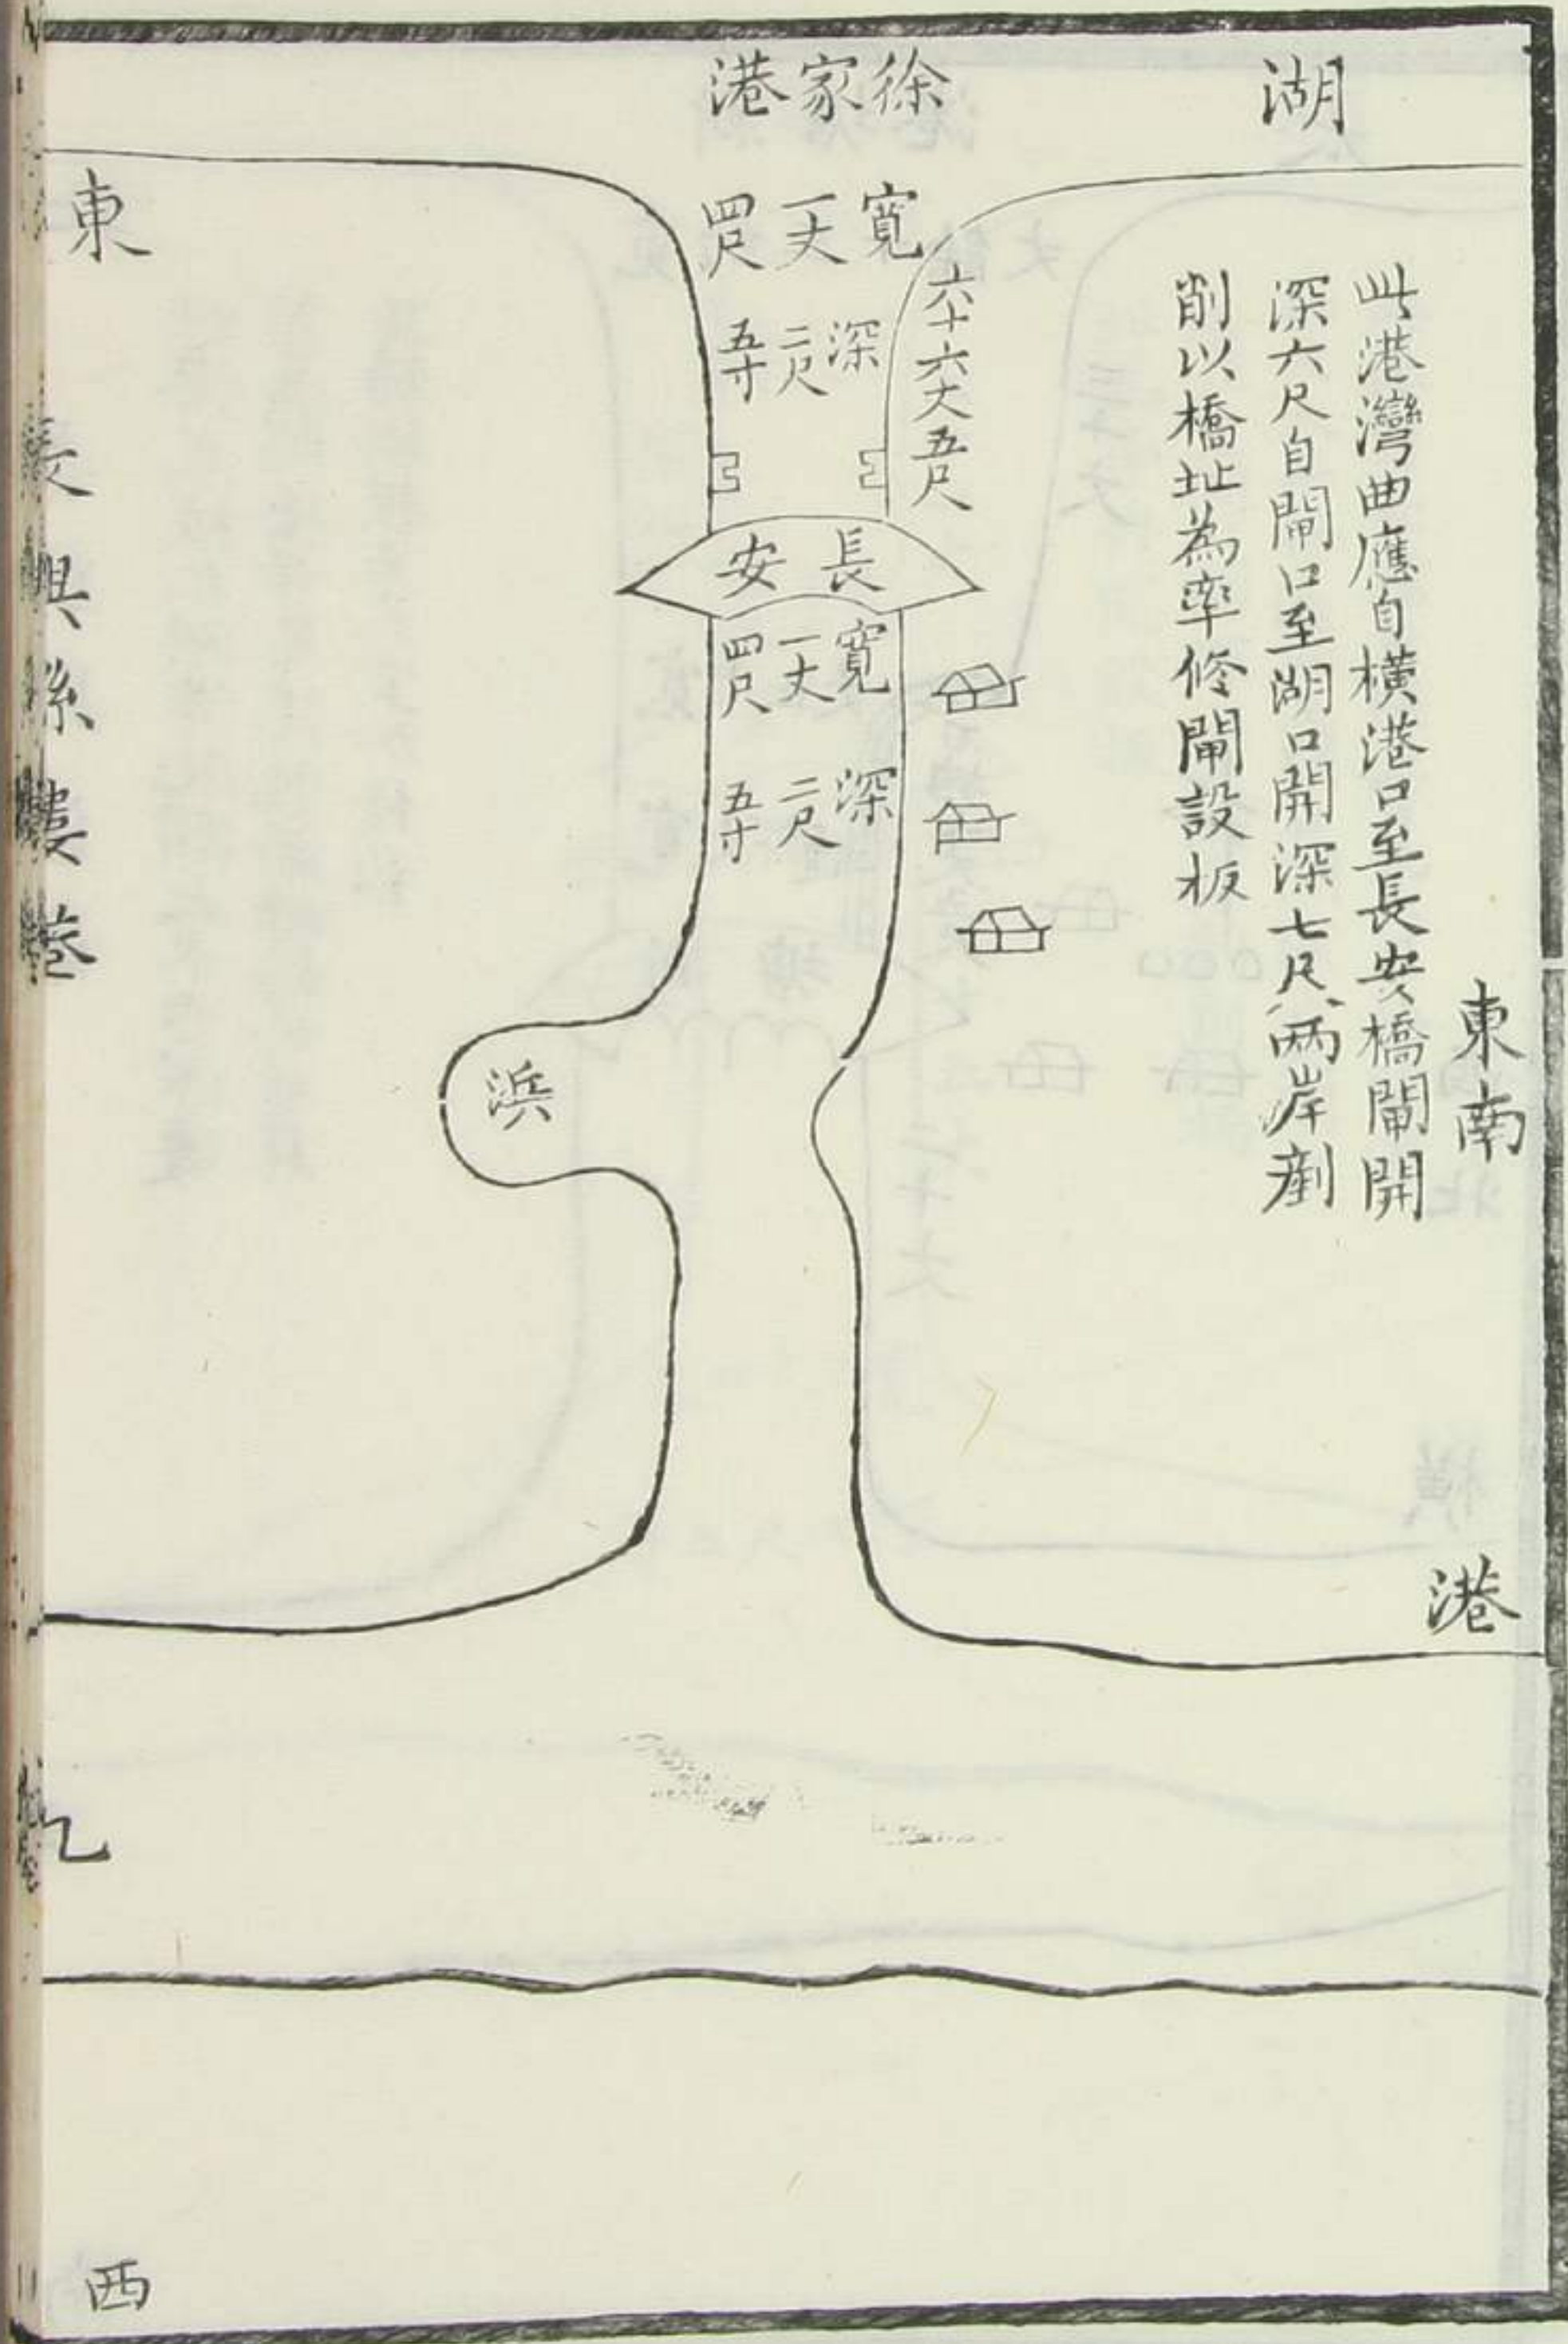 湖
徐家港
東南
此港灣曲應自橫港口至長安橋閘開
深六尺自閘口至湖口開深七尺兩岸劃
削以橋址為率修閘設板
寬一丈四尺
深二尺五寸
六十六丈五尺
長安
寬一丈四尺
深二尺五寸
浜
港
東
西